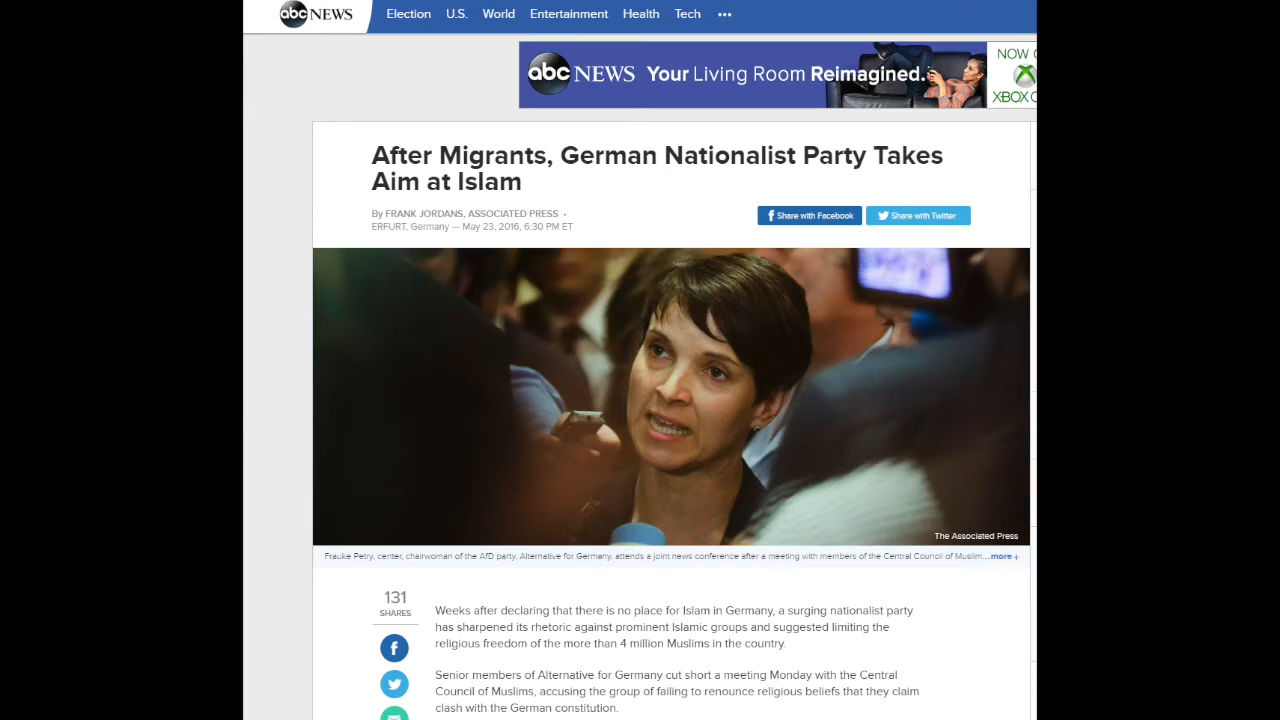 abc NEWS
Election U.S. World Entertainment Health Tech •••
abc NEWS Your Living Room Reimagined.
NOW
XBOX
After Migrants, German Nationalist Party Takes
Aim at Islam
By FRANK JORDANS, ASSOCIATED PRESS •
ERFURT, Germany — May 23, 2016, 6:30 PM ET
f Share with Facebook
Share with Twitter
The Associated Press
Frauke Petry, center, chairwoman of the AfD party, Alternative for Germany, attends a joint news conference after a meeting with members of the Central Council of Muslim... more +
131
SHARES
f
Weeks after declaring that there is no place for Islam in Germany, a surging nationalist party
has sharpened its rhetoric against prominent Islamic groups and suggested limiting the
religious freedom of the more than 4 million Muslims in the country.
Senior members of Alternative for Germany cut short a meeting Monday with the Central
Council of Muslims, accusing the group of failing to renounce religious beliefs that they claim
clash with the German constitution.